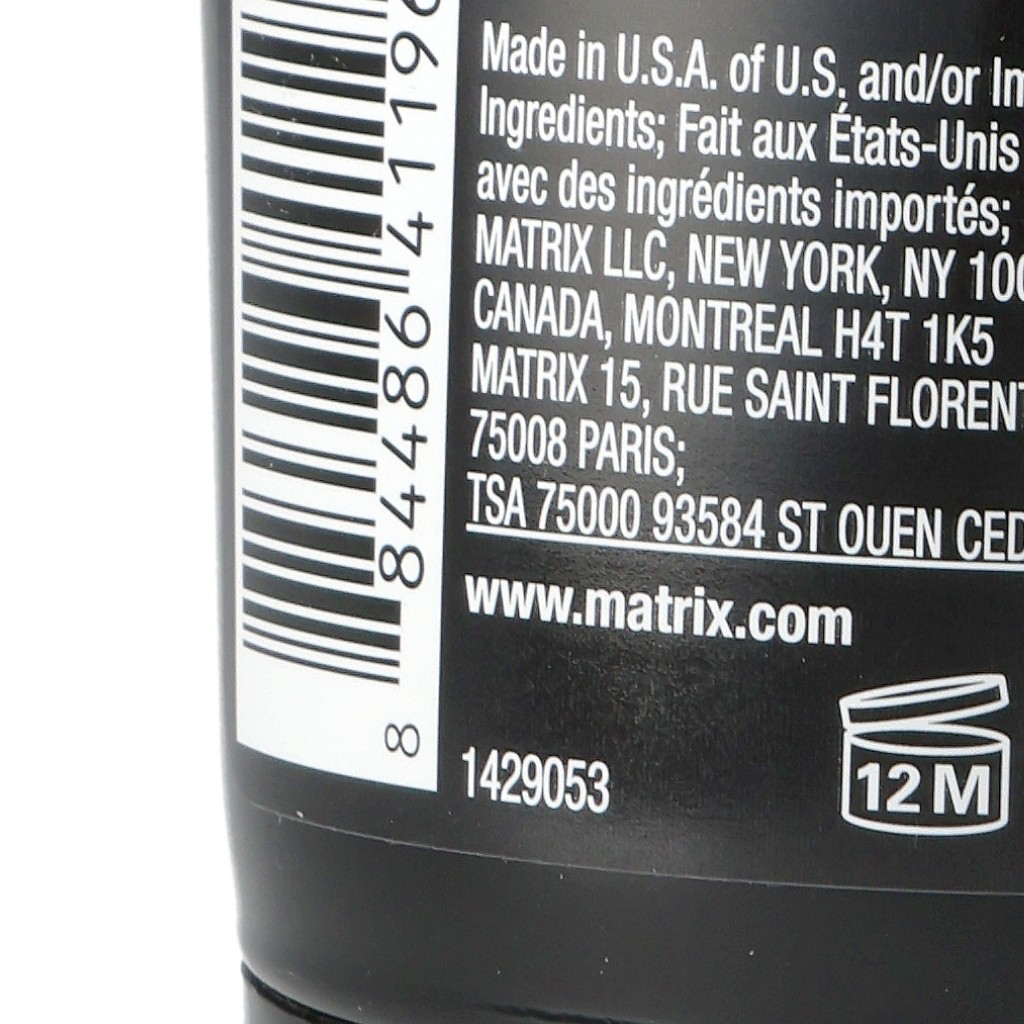 Made in U.S.A. of U.S. and/or
Ingredients; Fait aux États-Unis
avec des ingrédients importés;
MATRIX LLC, NEW YORK, NY
CANADA, MONTREAL H4T 1K5
MATRIX 15, RUE SAINT
75008 PARIS;
TSA 75000 93584 ST OUEN
www.matrix.com
1429053
12 M
8 84486 4119